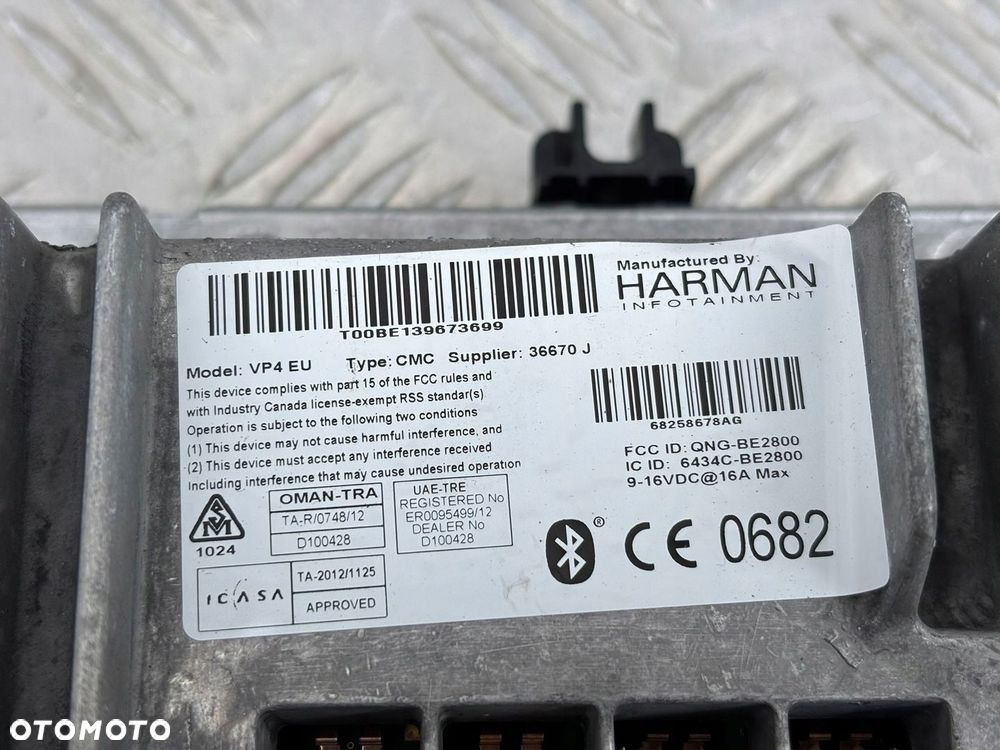 T00BE139673699
Manufactured By:
HARMAN
INFOTAINMENT
Model: VP4 EU Type: CMC Supplier: 36670 J
This device complies with part 15 of the FCC rules and
with Industry Canada license-exempt RSS standar(s)
Operation is subject to the following two conditions
(1) This device may not cause harmful interference, and
(2) This device must accept any interference received
Including interference that may cause undesired operation
68258678AG
FCC ID: QNG-BE2800
IC ID: 6434C-BE2800
9-16VDC@16A Max
SMV
1024
OMAN-TRA
TA-R/0748/12
D100428
UAE-TRE
REGISTERED No
ER0095499/12
DEALER No
D100428
ICASA
TA-2012/1125
APPROVED
®
CE 0682
OTOMOTO